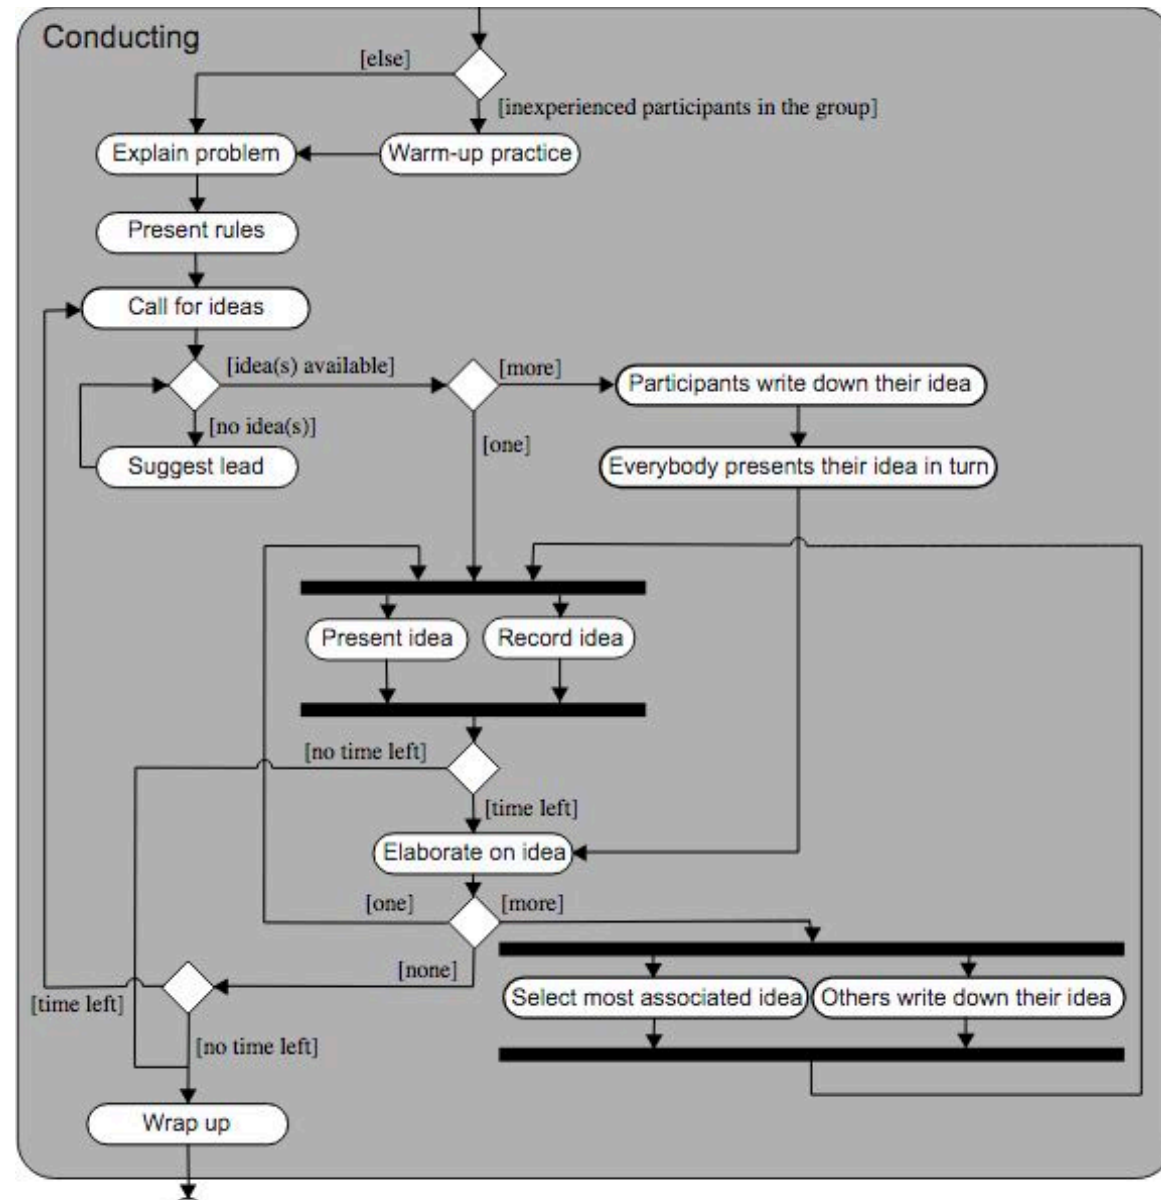 Conducting
[else]
[inexperienced participants in the group]
Explain problem
Warm-up practice
Present rules
Call for ideas
[idea(s) available]
[more]
Participants write down their idea
[no idea(s)]
[one]
Suggest lead
Everybody presents their idea in turn
Present idea
Record idea
[no time left]
[time left]
Elaborate on idea
[one]
[more]
[none]
Select most associated idea
Others write down their idea
[time left]
[no time left]
Wrap up